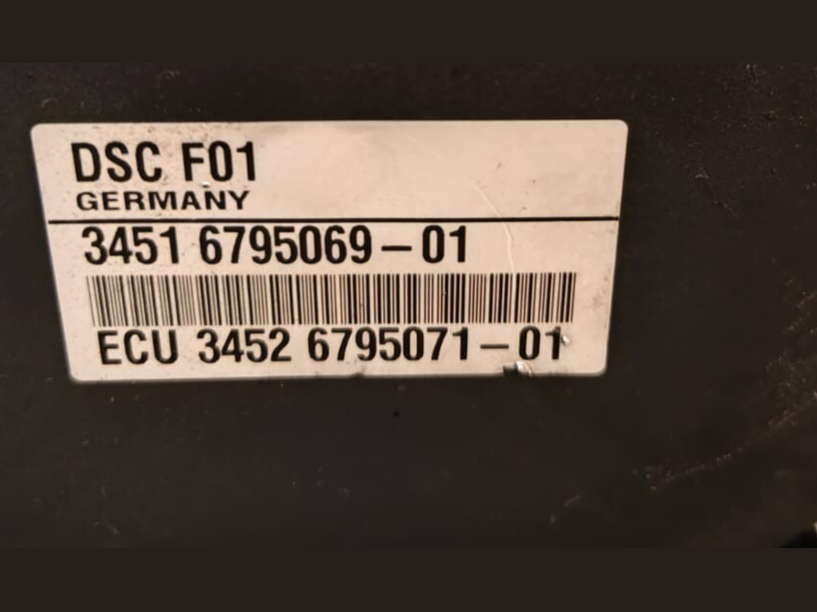 DSC F01
GERMANY
3451 6795069-01
ECU 3452 6795071-01